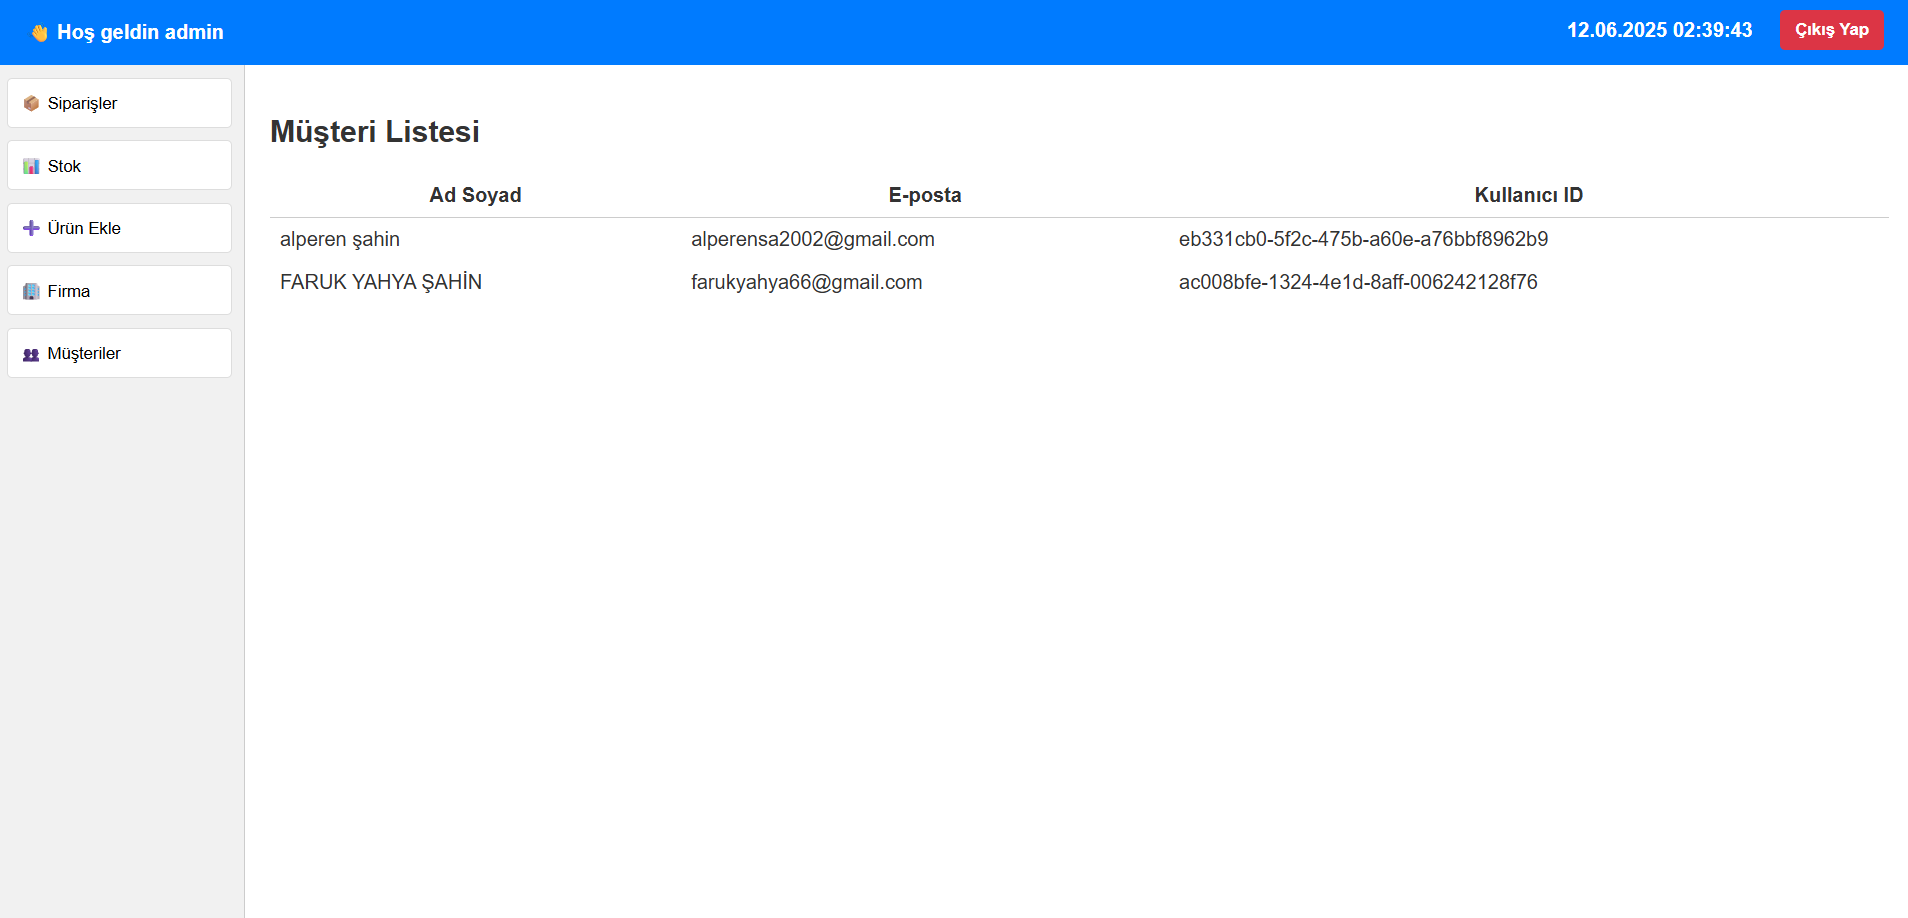 👋 Hoş geldin admin
12.06.2025 02:39:43
Çıkış Yap
📦 Siparişler
📊 Stok
➕ Ürün Ekle
🏢 Firma
👥 Müşteriler
Müşteri Listesi
Ad Soyad E-posta Kullanıcı ID
alperen şahin alperensa2002@gmail.com eb331cb0-5f2c-475b-a60e-a76bbf8962b9
FARUK YAHYA ŞAHİN farukyahya66@gmail.com ac008bfe-1324-4e1d-8aff-006242128f76